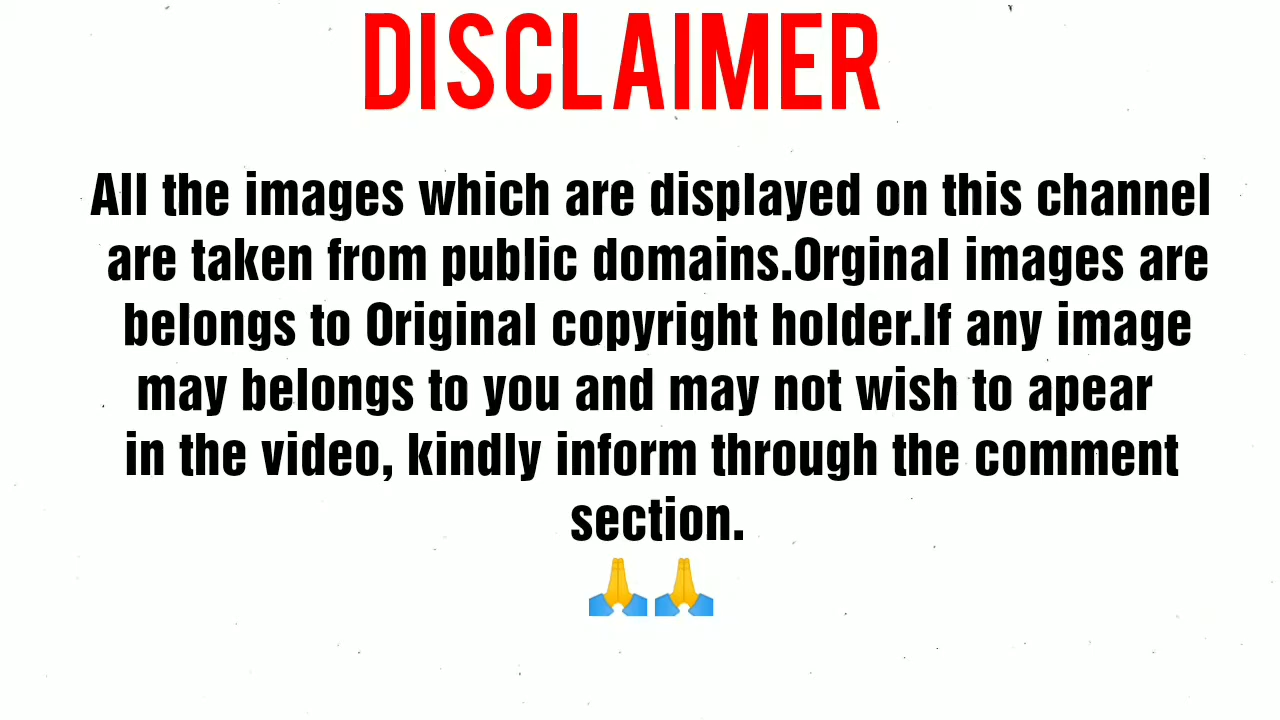 DISCLAIMER
All the images which are displayed on this channel
are taken from public domains.Orginal images are
belongs to Original copyright holder.If any image
may belongs to you and may not wish to apear
in the video, kindly inform through the comment
section.
🙏🙏